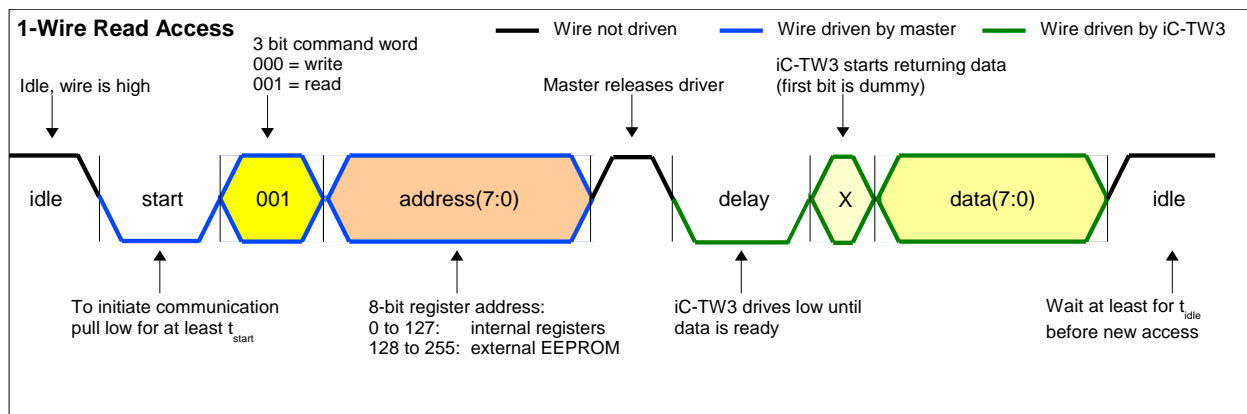 1-Wire Read Access
Wire not driven
Wire driven by master
Wire driven by iC-TW3
3 bit command word
000 = write
001 = read
Idle, wire is high
Master releases driver
iC-TW3 starts returning data
(first bit is dummy)
idle
start
001
address(7:0)
delay
X
data(7:0)
idle
To initiate communication
pull low for at least tstart
8-bit register address:
0 to 127: internal registers
128 to 255: external EEPROM
iC-TW3 drives low until
data is ready
Wait at least for tidle
before new access